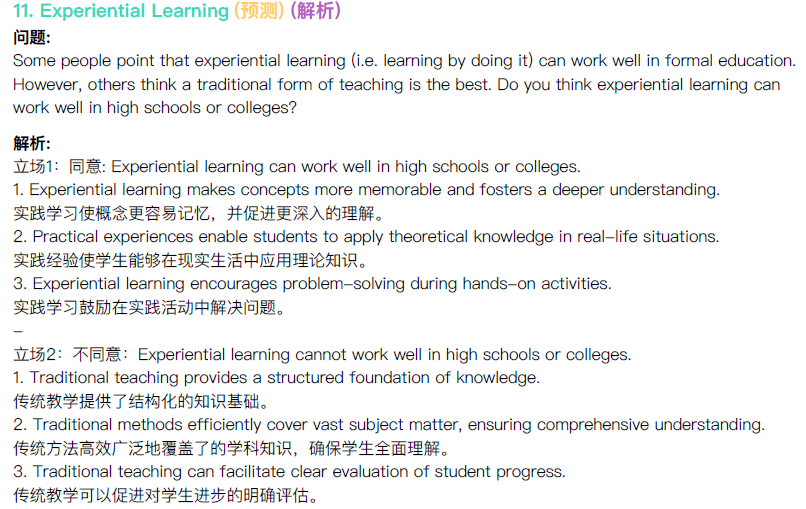 11. Experiential Learning (预测) (解析)
问题:
Some people point that experiential learning (i.e. learning by doing it) can work well in formal education.
However, others think a traditional form of teaching is the best. Do you think experiential learning can
work well in high schools or colleges?
解析:
立场1：同意: Experiential learning can work well in high schools or colleges.
1. Experiential learning makes concepts more memorable and fosters a deeper understanding.
实践学习使概念更容易记忆，并促进更深入的理解。
2. Practical experiences enable students to apply theoretical knowledge in real-life situations.
实践经验使学生能够在现实生活中应用理论知识。
3. Experiential learning encourages problem-solving during hands-on activities.
实践学习鼓励在实践活动中解决问题。
–
立场2：不同意：Experiential learning cannot work well in high schools or colleges.
1. Traditional teaching provides a structured foundation of knowledge.
传统教学提供了结构化的知识基础。
2. Traditional methods efficiently cover vast subject matter, ensuring comprehensive understanding.
传统方法高效广泛地覆盖了的学科知识，确保学生全面理解。
3. Traditional teaching can facilitate clear evaluation of student progress.
传统教学可以促进对学生进步的明确评估。